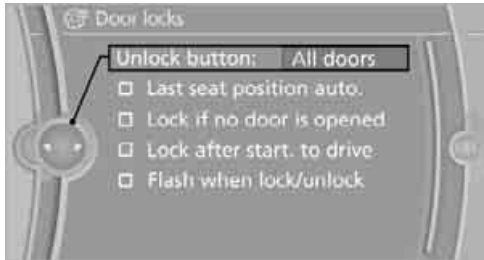 Door locks
Unlock button: All doors
Last seat position auto.
Lock if no door is opened
Lock after start. to drive
Flash when lock/unlock